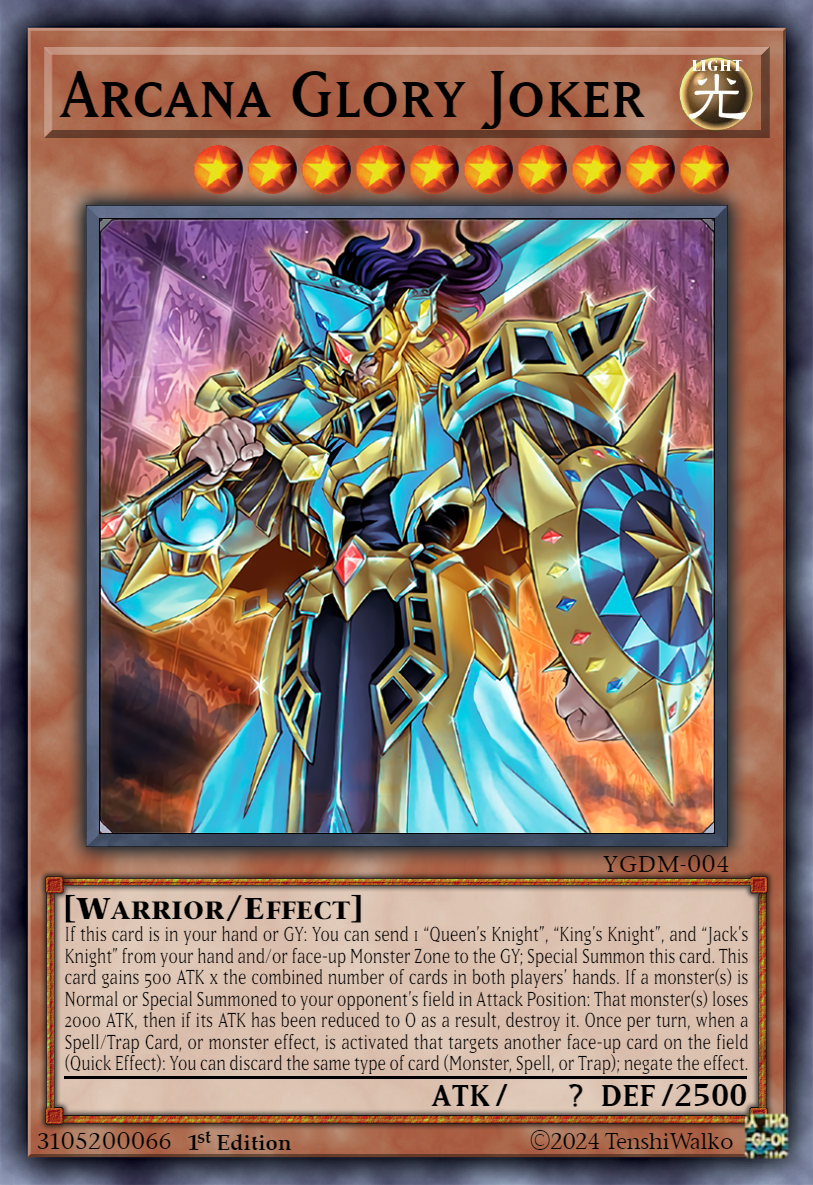 Arcana Glory Joker
LIGHT
光
YGDM-004
[Warrior/Effect]
If this card is in your hand or GY: You can send 1 “Queen’s Knight”, “King’s Knight”, and “Jack’s
Knight” from your hand and/or face-up Monster Zone to the GY; Special Summon this card. This
card gains 500 ATK x the combined number of cards in both players’ hands. If a monster(s) is
Normal or Special Summoned to your opponent’s field in Attack Position: That monster(s) loses
2000 ATK, then if its ATK has been reduced to 0 as a result, destroy it. Once per turn, when a
Spell/Trap Card, or monster effect, is activated that targets another face-up card on the field
(Quick Effect): You can discard the same type of card (Monster, Spell, or Trap); negate the effect.
ATK/ ? DEF/2500
3105200066 1st Edition ©2024 TenshiWalko